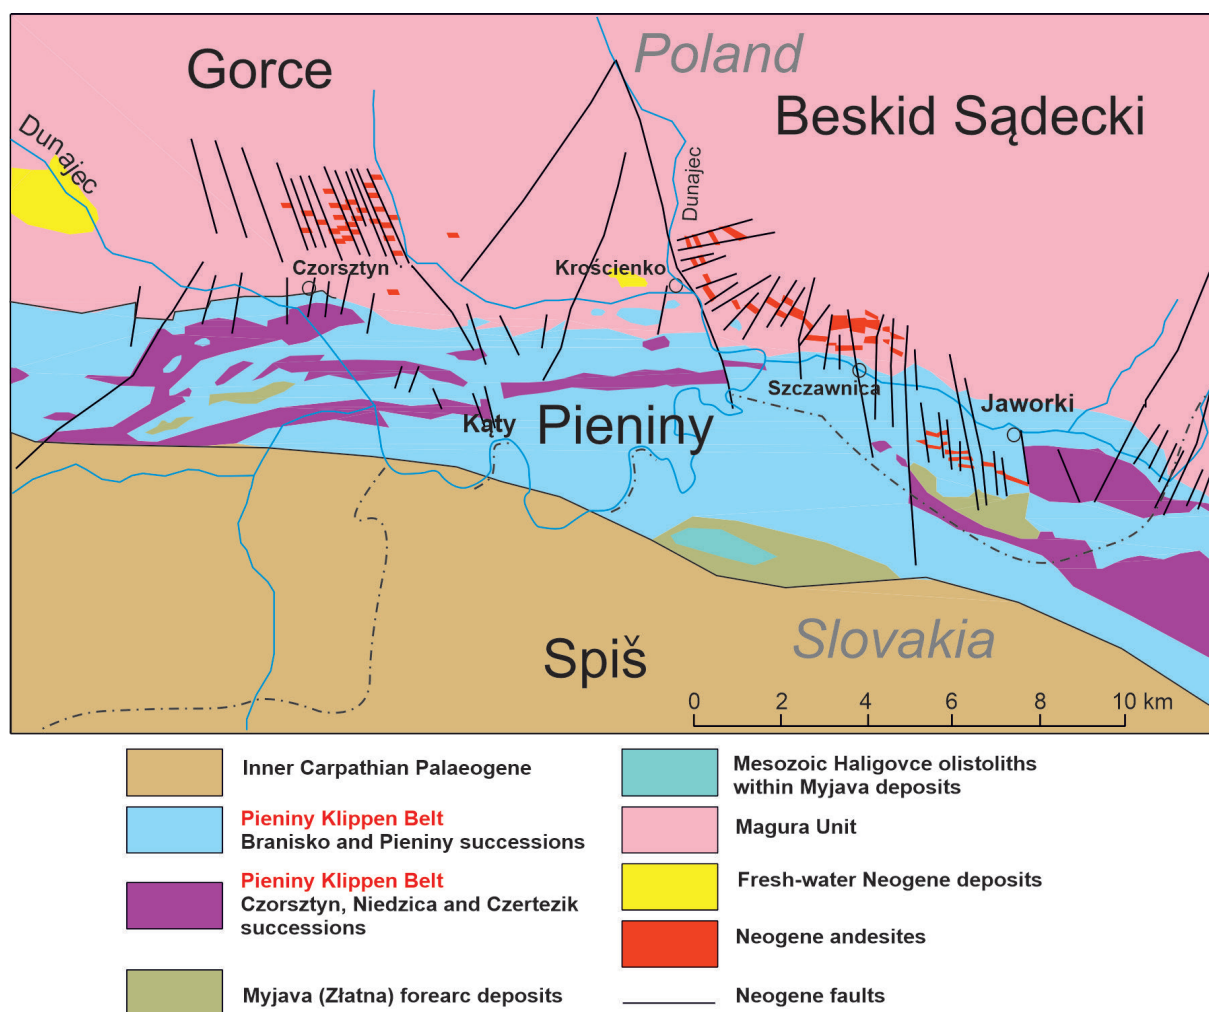 Poland
Gorce
Beskid Sądecki
Dunajec
Dunajec
Czorsztyn
Krościenko
Szczawnica
Jaworki
Kąty
Pieniny
Slovakia
Spiš
0 2 4 6 8 10 km
Inner Carpathian Palaeogene
Pieniny Klippen Belt
Branisko and Pieniny successions
Pieniny Klippen Belt
Czorsztyn, Niedzica and Czertezik
successions
Myjava (Złatna) forearc deposits
Mesozoic Haligovce olistoliths
within Myjava deposits
Magura Unit
Fresh-water Neogene deposits
Neogene andesites
Neogene faults